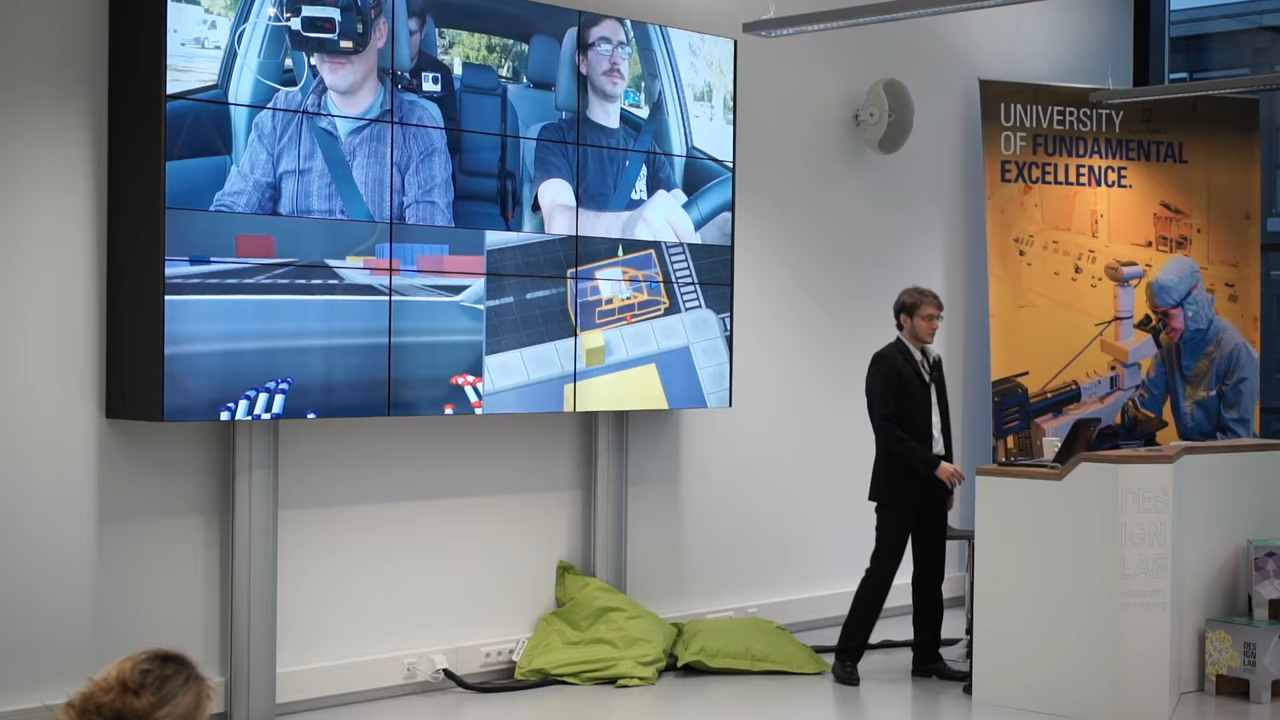 UNIVERSITY
OF FUNDAMENTAL
EXCELLENCE.
DES
IGN
LAB
DES
IGN
LAB